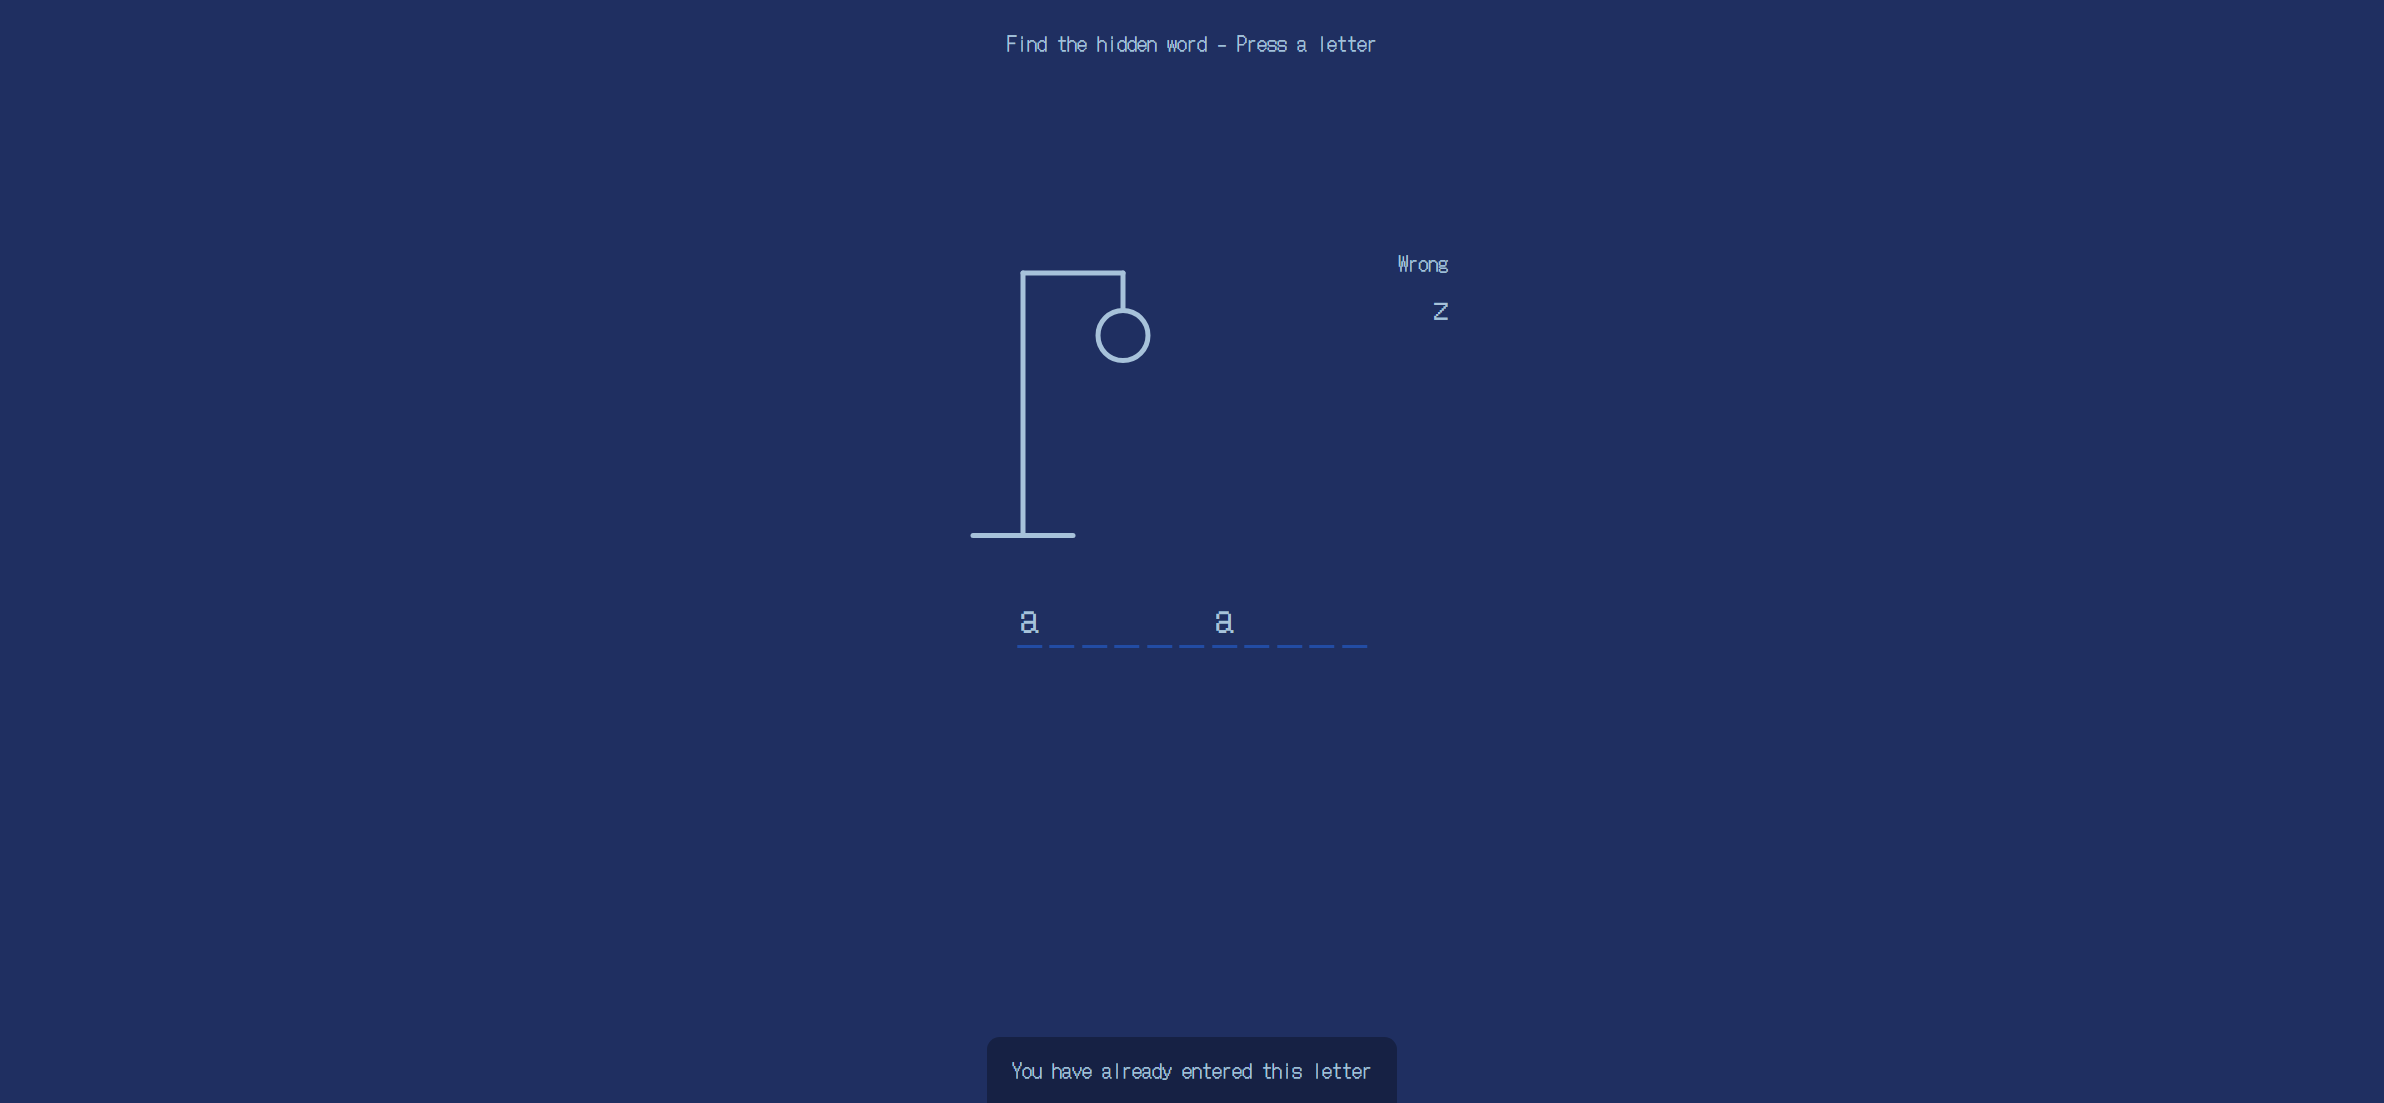 Find the hidden word - Press a letter
Wrong
z
a a
You have already entered this letter